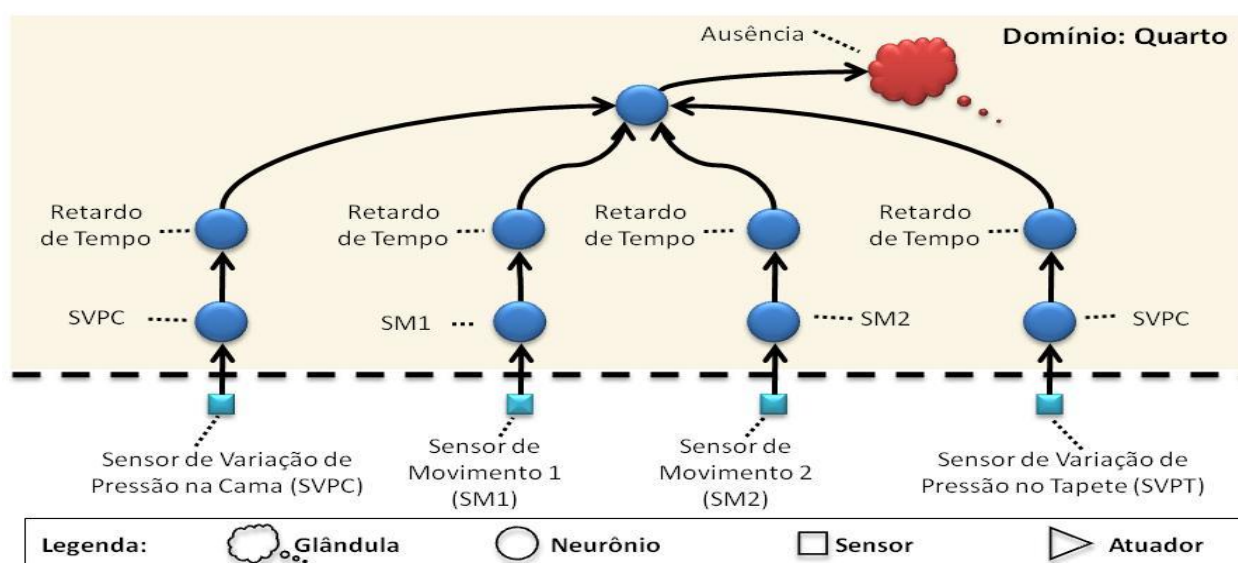 Ausência
Domínio: Quarto
Retardo
de Tempo
Retardo
de Tempo
Retardo
de Tempo
Retardo
de Tempo
SVPC
SM1
SM2
SVPC
Sensor de Variação de
Pressão na Cama (SVPC)
Sensor de
Movimento 1
(SM1)
Sensor de
Movimento 2
(SM2)
Sensor de Variação de
Pressão no Tapete (SVPT)
Legenda: Glândula Neurônio Sensor Atuador